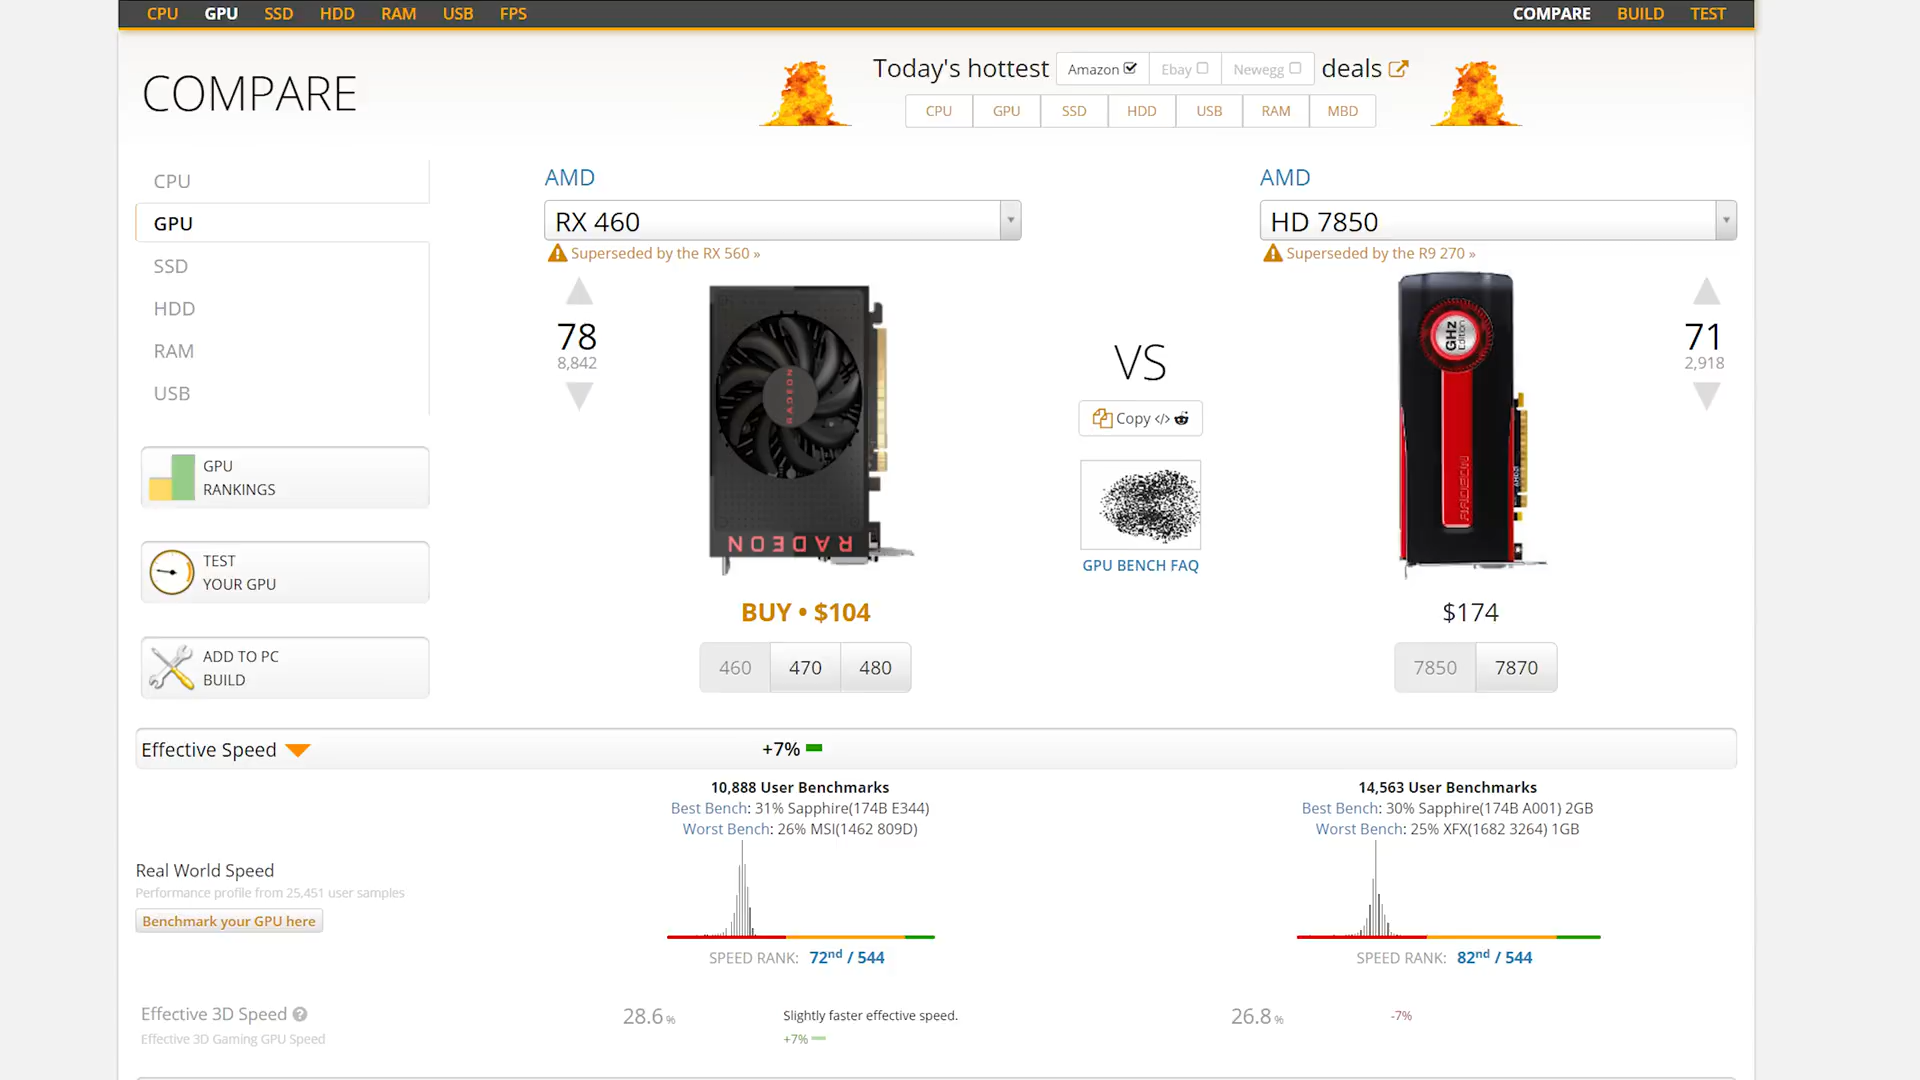 CPU GPU SSD HDD RAM USB FPS COMPARE BUILD TEST
COMPARE
Today's hottest Amazon Ebay Newegg deals
CPU GPU SSD HDD USB RAM MBD
CPU
GPU
SSD
HDD
RAM
USB
GPU
RANKINGS
TEST
YOUR GPU
ADD TO PC
BUILD
AMD
RX 460
Superseded by the RX 560 »
78
8,842
RADEON
RADEON
BUY • $104
460 470 480
VS
Copy </>
GPU BENCH FAQ
AMD
HD 7850
Superseded by the R9 270 »
71
2,918
GHz
Edition
RADEON
$174
7850 7870
Effective Speed +7%
10,888 User Benchmarks
Best Bench: 31% Sapphire(174B E344)
Worst Bench: 26% MSI(1462 809D)
14,563 User Benchmarks
Best Bench: 30% Sapphire(174B A001) 2GB
Worst Bench: 25% XFX(1682 3264) 1GB
Real World Speed
Performance profile from 25,451 user samples
Benchmark your GPU here
SPEED RANK: 72nd / 544
SPEED RANK: 82nd / 544
Effective 3D Speed ?
Effective 3D Gaming GPU Speed
28.6 %
Slightly faster effective speed.
+7%
26.8 %
-7%